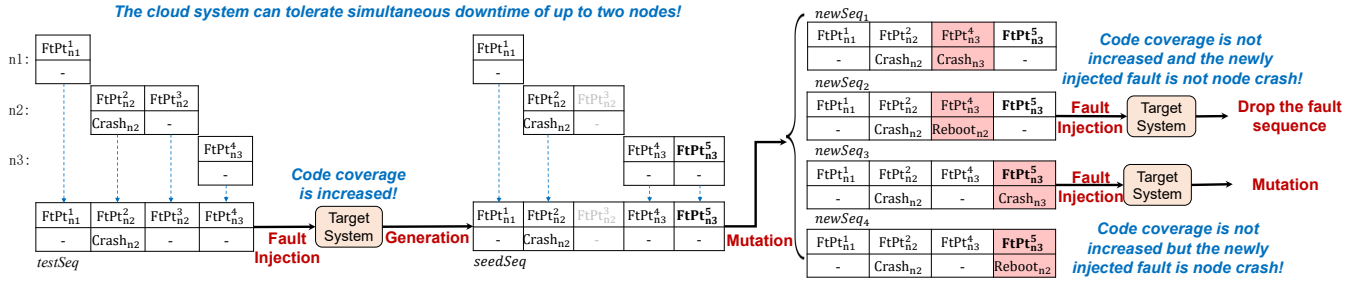 The cloud system can tolerate simultaneous downtime of up to two nodes!
n1:
FtPt¹ₙ₁
-
n2:
FtPt²ₙ₂ FtPt³ₙ₂
Crashₙ₂ -
n3:
FtPt⁴ₙ₃
-
FtPt¹ₙ₁ FtPt²ₙ₂ FtPt³ₙ₂ FtPt⁴ₙ₃
- Crashₙ₂ - -
testSeq
Code coverage
is increased!
Fault
Injection
Target
System
Generation
FtPt¹ₙ₁
-
FtPt²ₙ₂ FtPt³ₙ₂
Crashₙ₂ -
FtPt⁴ₙ₃ FtPt⁵ₙ₃
- -
FtPt¹ₙ₁ FtPt²ₙ₂ FtPt³ₙ₂ FtPt⁴ₙ₃ FtPt⁵ₙ₃
- Crashₙ₂ - - -
seedSeq
Mutation
newSeq₁
FtPt¹ₙ₁ FtPt²ₙ₂ FtPt⁴ₙ₃ FtPt⁵ₙ₃
- Crashₙ₂ Crashₙ₃ -
newSeq₂
FtPt¹ₙ₁ FtPt²ₙ₂ FtPt⁴ₙ₃ FtPt⁵ₙ₃
- Crashₙ₂ Rebootₙ₂ -
newSeq₃
FtPt¹ₙ₁ FtPt²ₙ₂ FtPt⁴ₙ₃ FtPt⁵ₙ₃
- Crashₙ₂ - Crashₙ₃
newSeq₄
FtPt¹ₙ₁ FtPt²ₙ₂ FtPt⁴ₙ₃ FtPt⁵ₙ₃
- Crashₙ₂ - Rebootₙ₂
Code coverage is not
increased and the newly
injected fault is not node crash!
Fault
Injection
Target
System
Drop the fault
sequence
Fault
Injection
Target
System
Mutation
Code coverage is not
increased but the newly
injected fault is node crash!